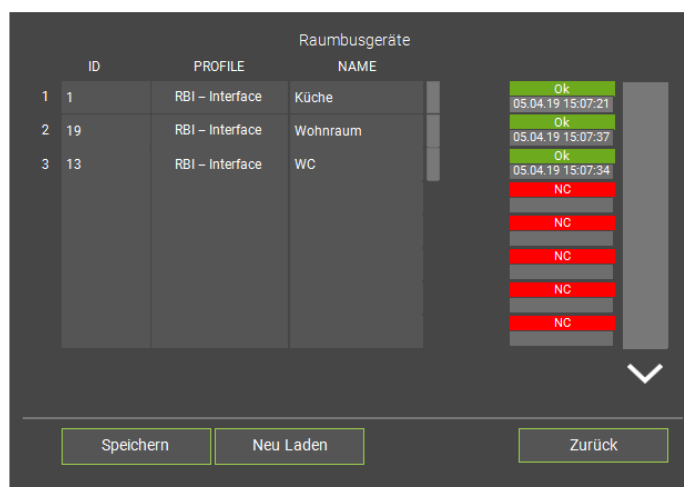 Raumbusgeräte
ID PROFILE NAME
1 1 RBI – Interface Küche Ok
05.04.19 15:07:21
2 19 RBI – Interface Wohnraum Ok
05.04.19 15:07:37
3 13 RBI – Interface WC Ok
05.04.19 15:07:34
NC
NC
NC
NC
NC
Speichern Neu Laden Zurück